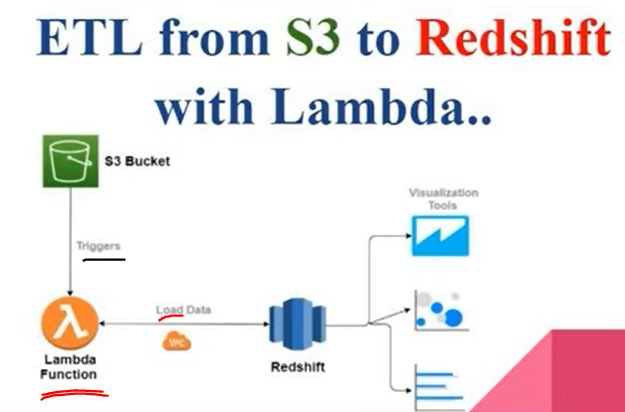 ETL from S3 to Redshift
with Lambda..
S3 Bucket
Triggers
Lambda
Function
Load Data
VPC
Redshift
Visualization
Tools